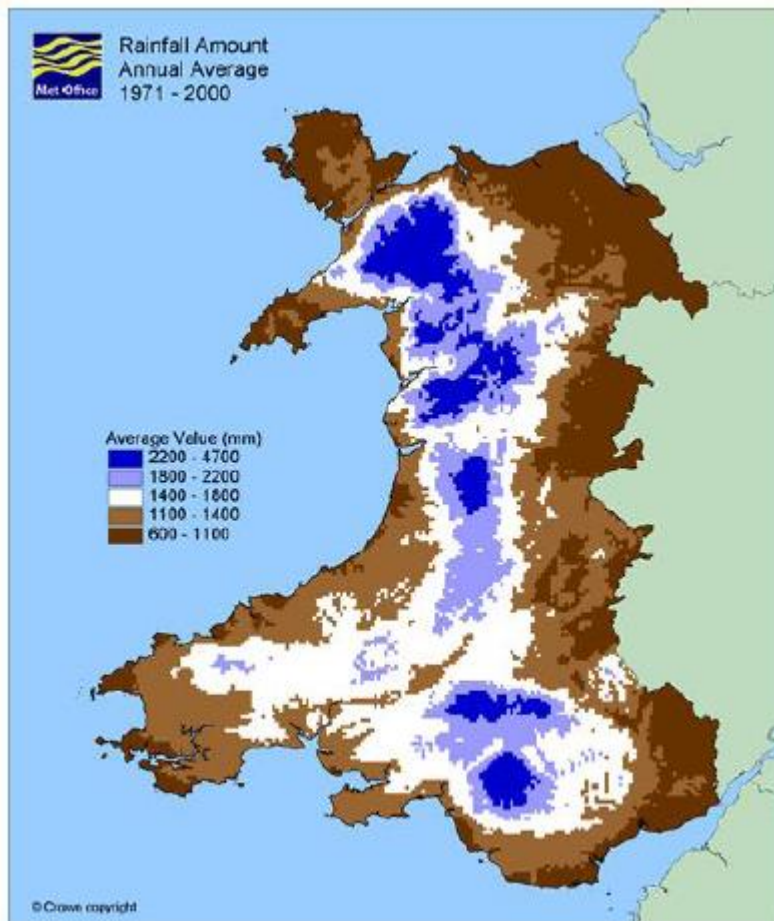 Rainfall Amount
Annual Average
1971 - 2000
Met Office
Average Value (mm)
2200 - 4700
1800 - 2200
1400 - 1800
1100 - 1400
600 - 1100
© Crown copyright